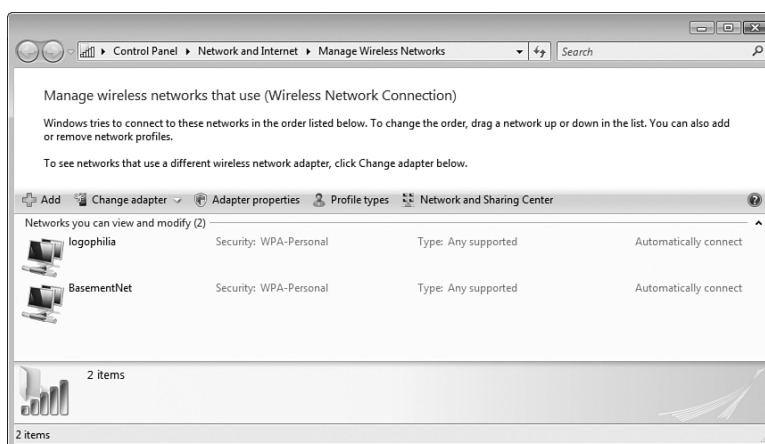 Control Panel Network and Internet Manage Wireless Networks Search
Manage wireless networks that use (Wireless Network Connection)
Windows tries to connect to these networks in the order listed below. To change the order, drag a network up or down in the list. You can also add
or remove network profiles.
To see networks that use a different wireless network adapter, click Change adapter below.
Add Change adapter Adapter properties Profile types Network and Sharing Center
Networks you can view and modify (2)
logophilia Security: WPA-Personal Type: Any supported Automatically connect
BasementNet Security: WPA-Personal Type: Any supported Automatically connect
2 items
2 items